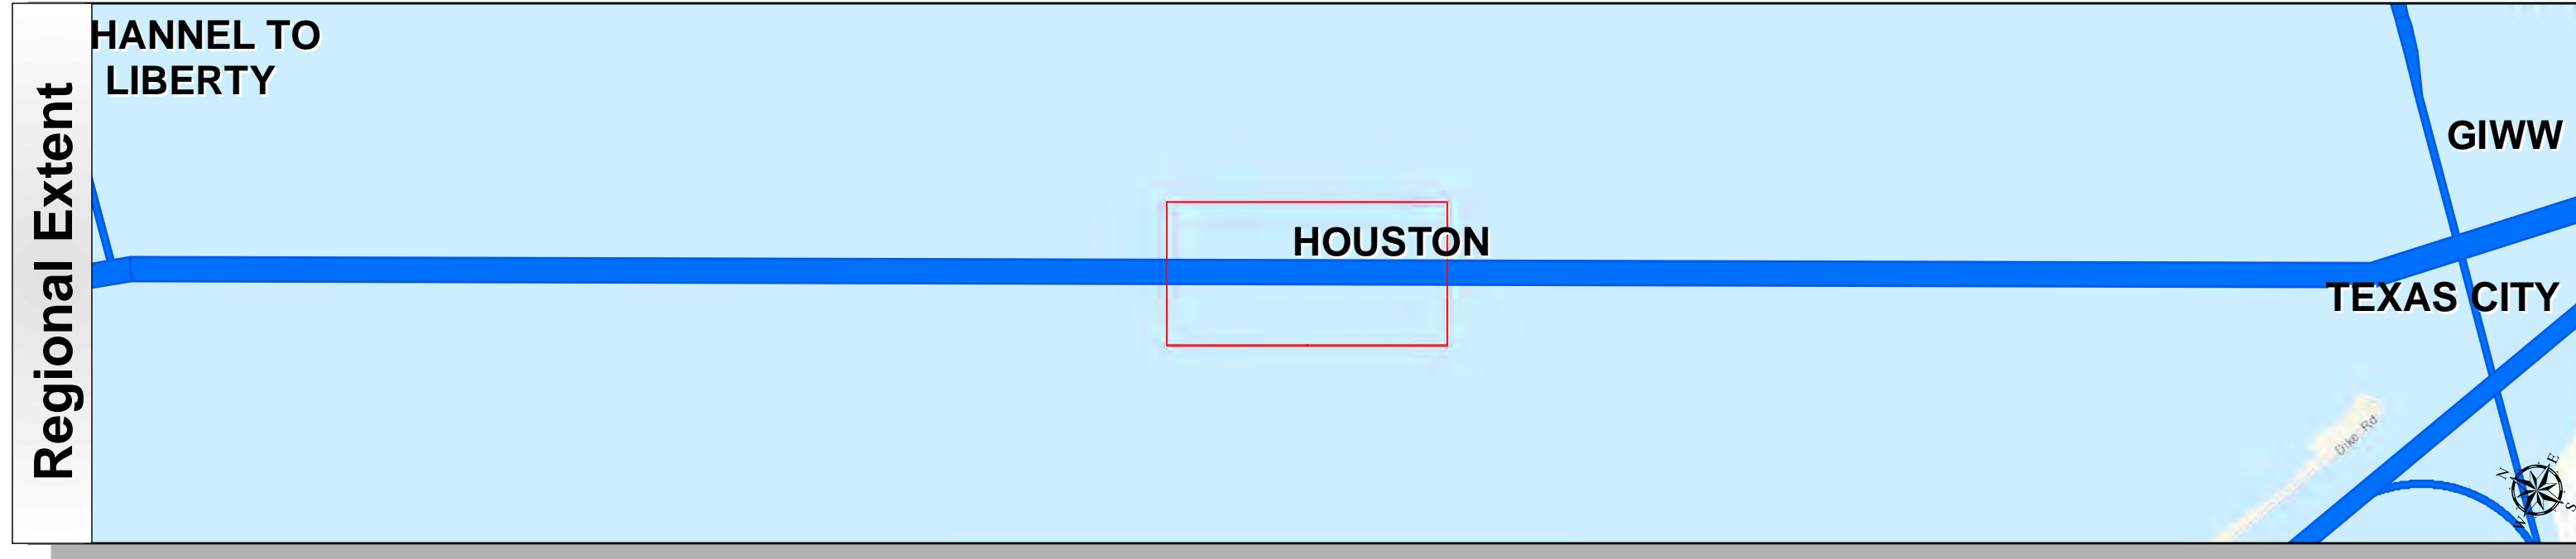 Regional Extent
HANNEL TO
LIBERTY
GIWW
HOUSTON
TEXAS CITY
Dike Rd
N
E
W
S